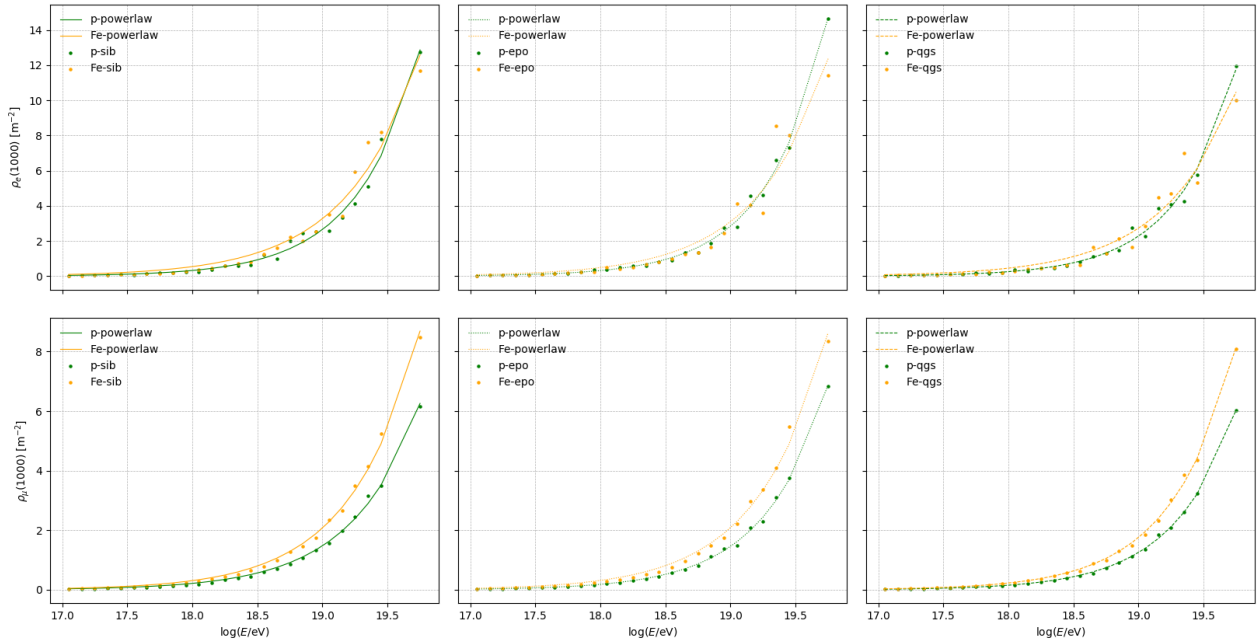 p-powerlaw
Fe-powerlaw
p-sib
Fe-sib
p-powerlaw
Fe-powerlaw
p-epo
Fe-epo
p-powerlaw
Fe-powerlaw
p-qgs
Fe-qgs
14
12
10
8
6
4
2
0
ρₑ(1000) [m⁻²]
p-powerlaw
Fe-powerlaw
p-sib
Fe-sib
p-powerlaw
Fe-powerlaw
p-epo
Fe-epo
p-powerlaw
Fe-powerlaw
p-qgs
Fe-qgs
8
6
4
2
0
ρ_μ(1000) [m⁻²]
17.0 17.5 18.0 18.5 19.0 19.5
17.0 17.5 18.0 18.5 19.0 19.5
17.0 17.5 18.0 18.5 19.0 19.5
log(E/eV)
log(E/eV)
log(E/eV)